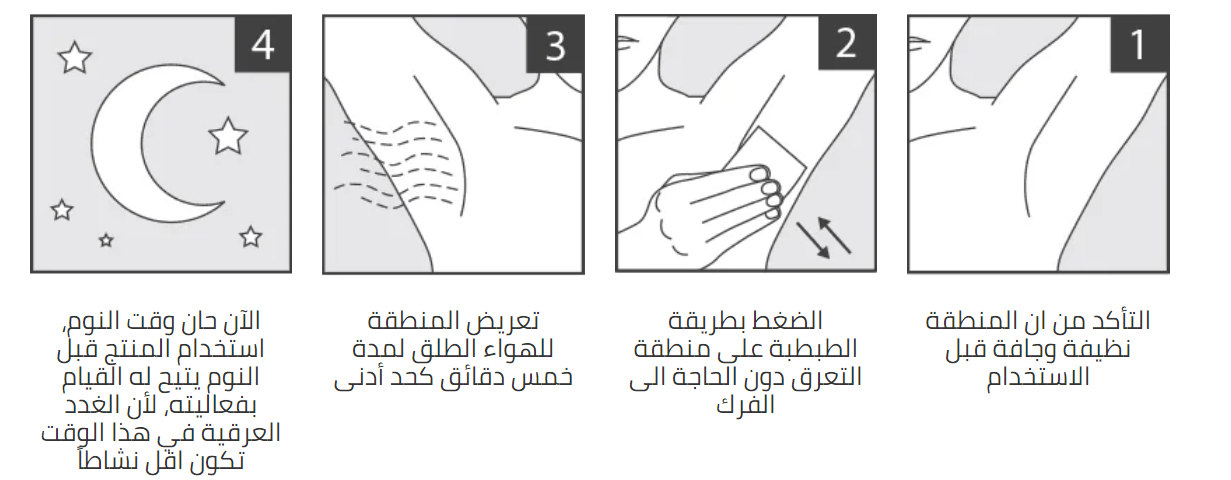 1
التأكد من ان المنطقة
نظيفة وجافة قبل
الاستخدام
2
الضغط بطريقة
الطبطبة على منطقة
التعرق دون الحاجة الى
الفرك
3
تعريض المنطقة
للهواء الطلق لمدة
خمس دقائق كحد أدنى
4
الآن حان وقت النوم,
استخدام المنتج قبل
النوم يتيح له القيام
بفعاليته, لأن الغدد
العرقية في هذا الوقت
تكون اقل نشاطاً